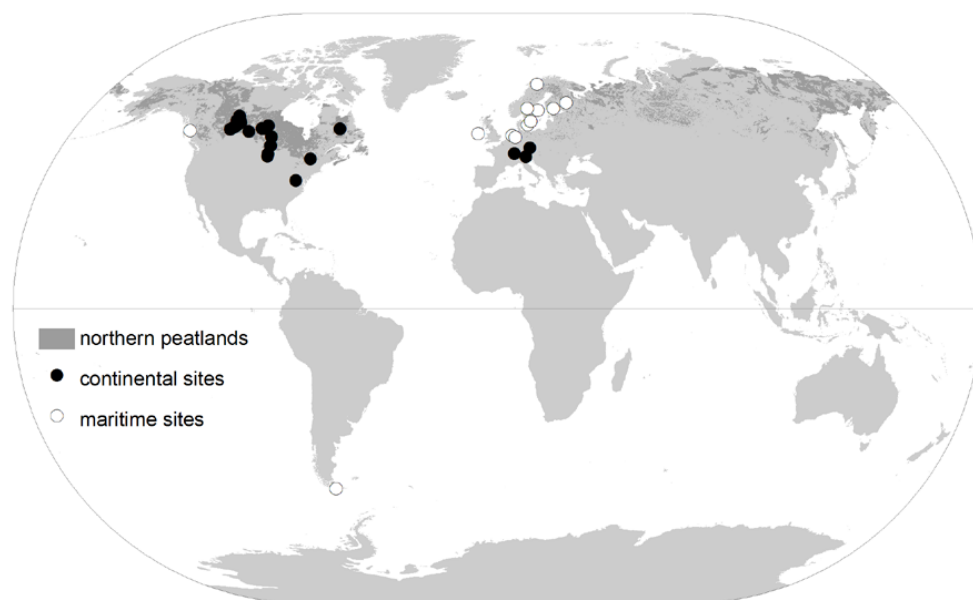 northern peatlands
continental sites
maritime sites